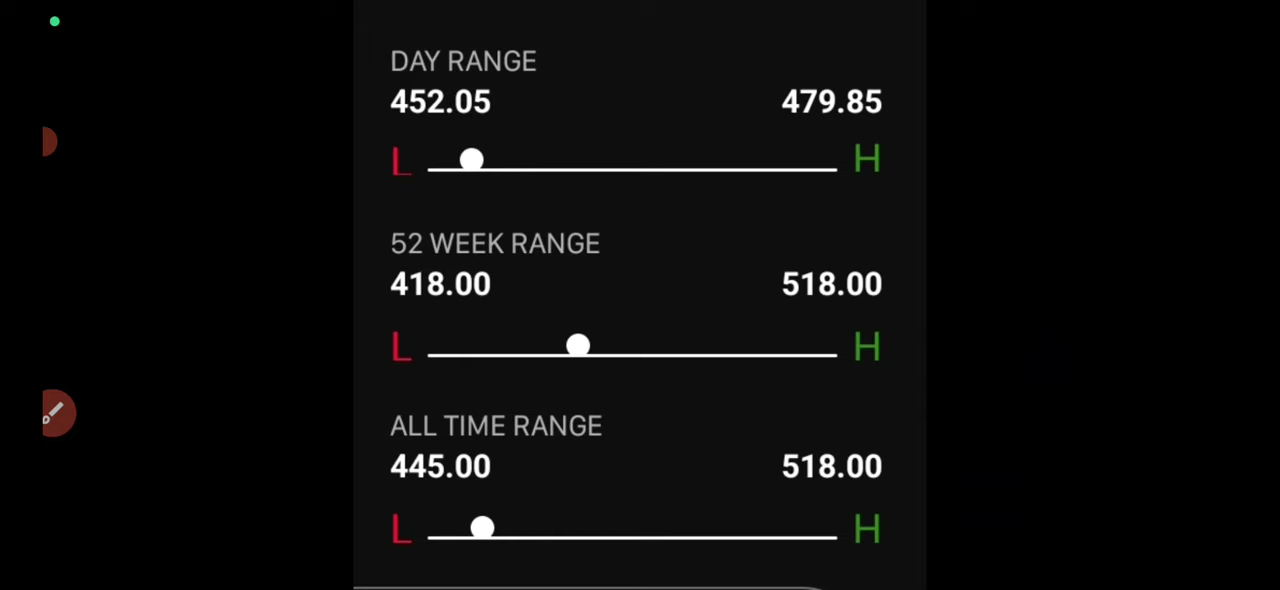 DAY RANGE
452.05 479.85
L H
52 WEEK RANGE
418.00 518.00
L H
ALL TIME RANGE
445.00 518.00
L H